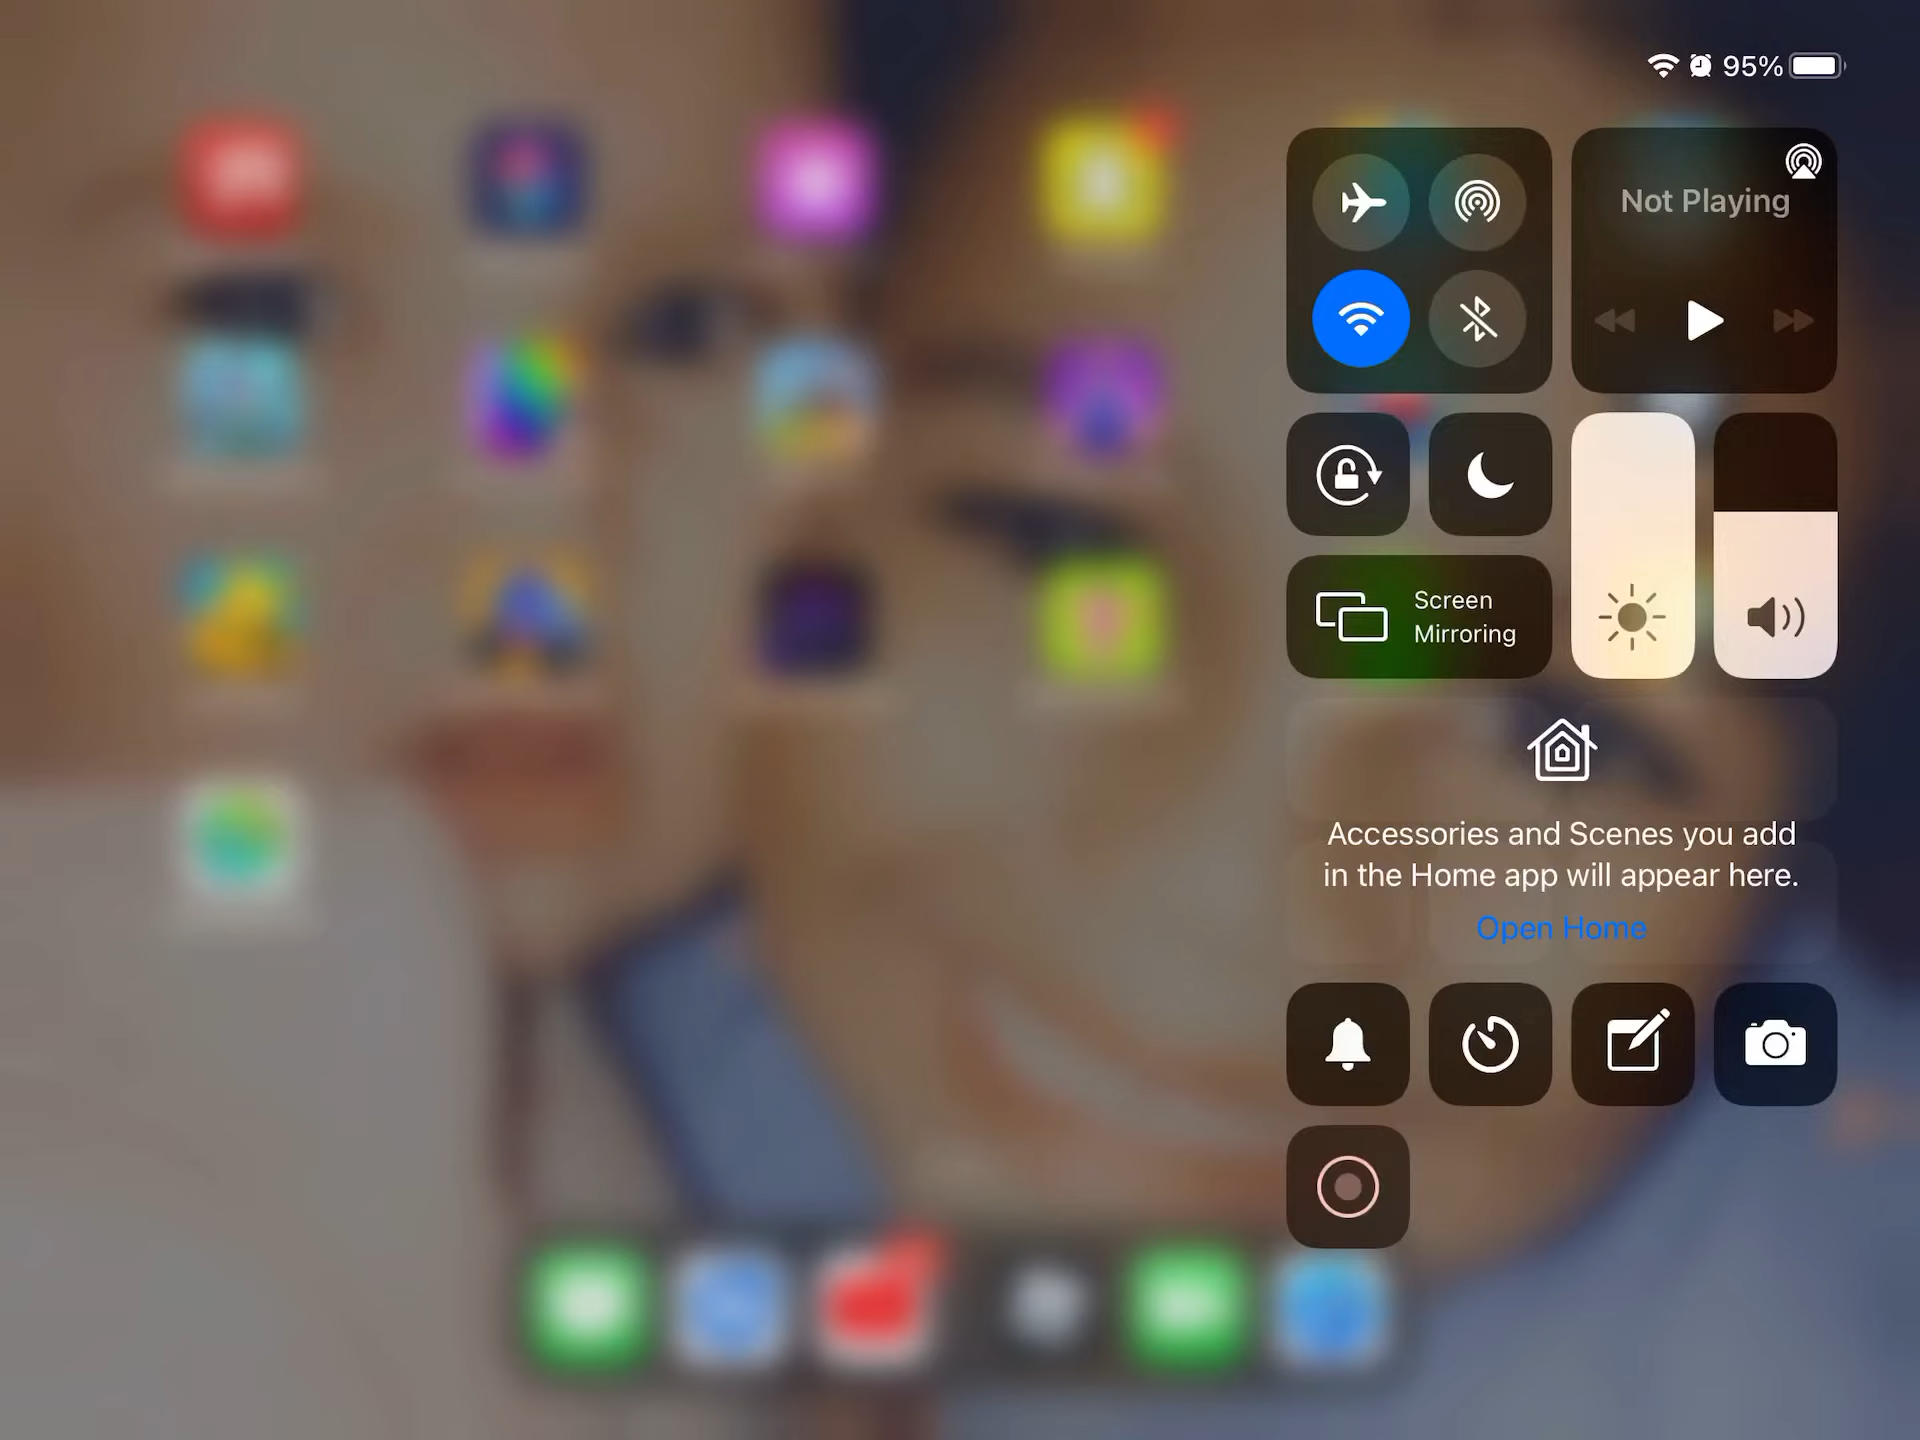 95%
Not Playing
Screen
Mirroring
Accessories and Scenes you add
in the Home app will appear here.
Open Home